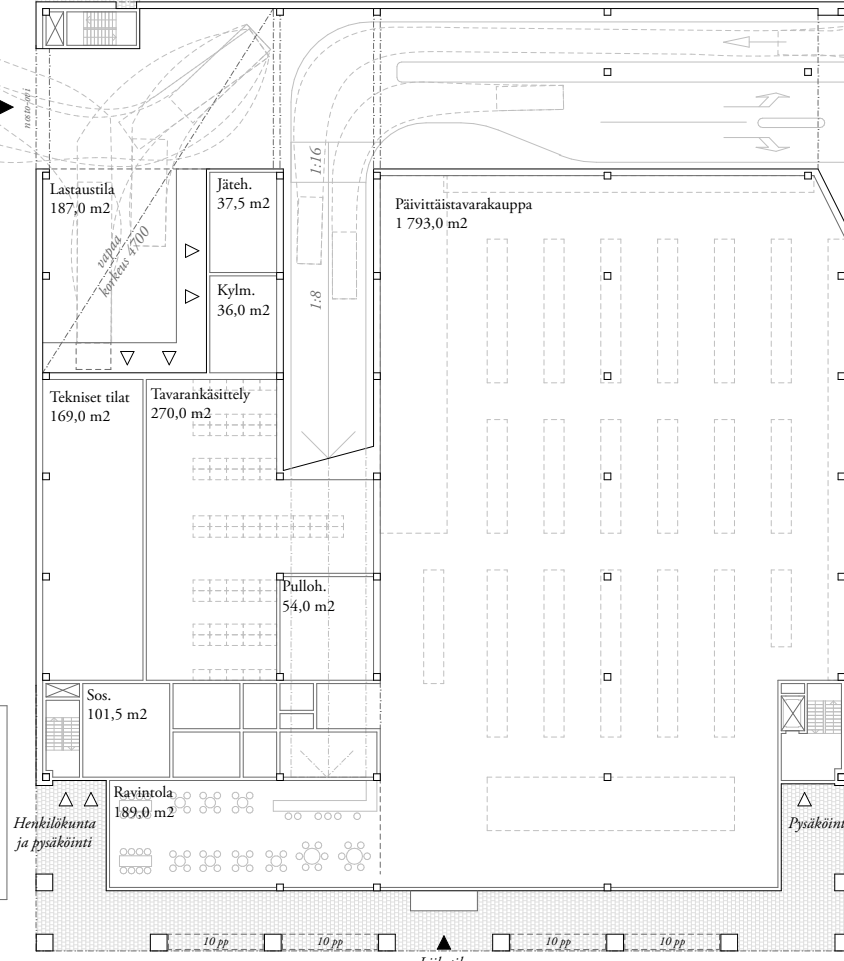 nosto-ovi
1:16
Lastaustila
187,0 m2
Jäteh.
37,5 m2
Päivittäistavarakauppa
1 793,0 m2
vapaa
korkeus 4700
Kylm.
36,0 m2
1:8
Tekniset tilat
169,0 m2
Tavarankäsittely
270,0 m2
Pulloh.
54,0 m2
Sos.
101,5 m2
Ravintola
189,0 m2
Henkilökunta
ja pysäköinti
Pysäköint
10 pp
10 pp
10 pp
10 pp